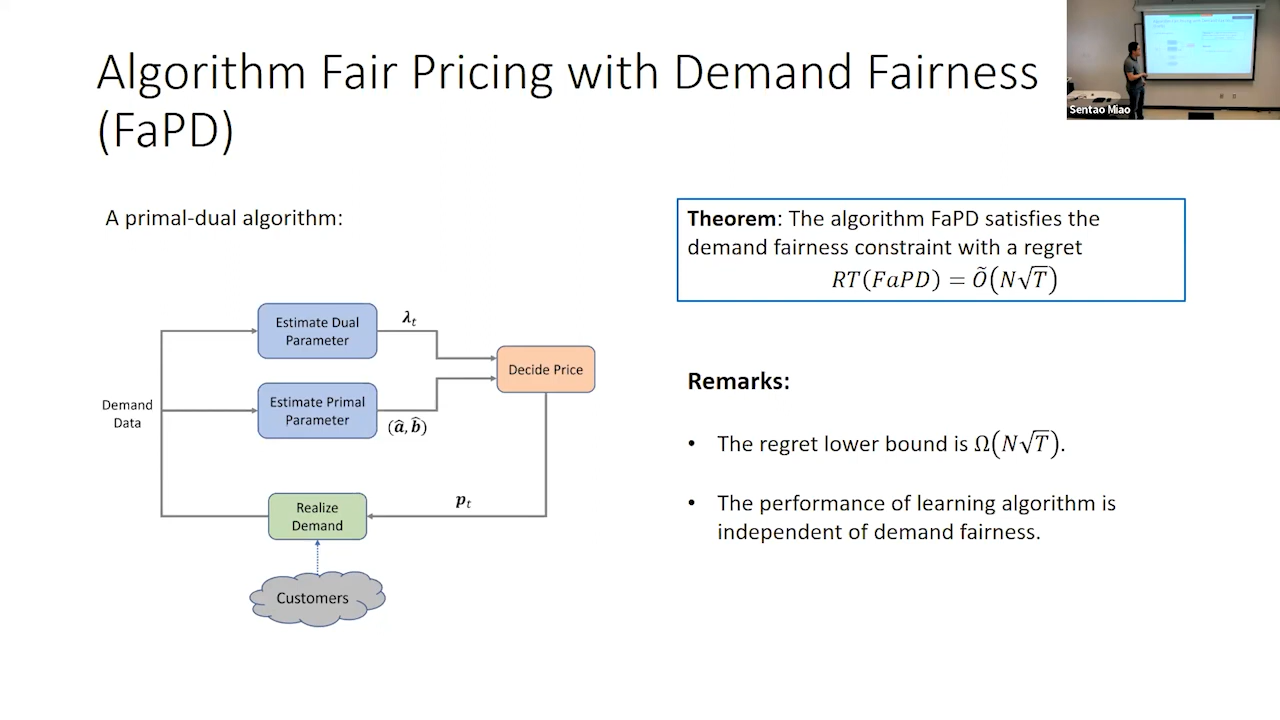 Algorithm Fair Pricing with Demand Fairness
(FaPD)
Sentao Miao
A primal-dual algorithm:
Estimate Dual
Parameter
λₜ
Decide Price
Estimate Primal
Parameter
(â, b̂)
Demand
Data
Realize
Demand
pₜ
Customers
Theorem: The algorithm FaPD satisfies the
demand fairness constraint with a regret
RT(FaPD) = Õ(N√T)
Remarks:
• The regret lower bound is Ω(N√T).
• The performance of learning algorithm is
independent of demand fairness.